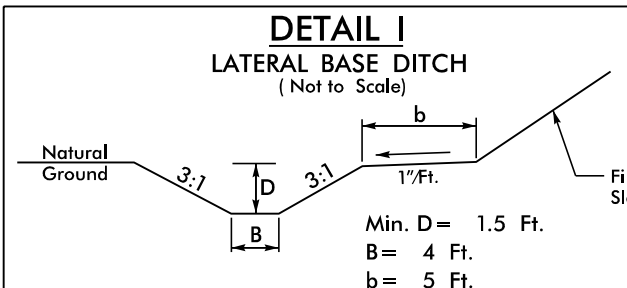 DETAIL I
LATERAL BASE DITCH
( Not to Scale)
b
Natural
Ground
3:1
D
3:1
1"/Ft.
B
Min. D = 1.5 Ft.
B = 4 Ft.
b = 5 Ft.